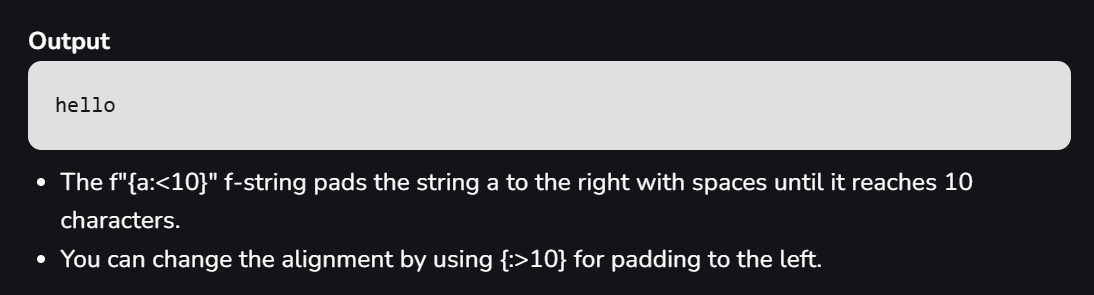 Output
hello
The f"{a:<10}" f-string pads the string a to the right with spaces until it reaches 10
characters.
You can change the alignment by using {:>10} for padding to the left.